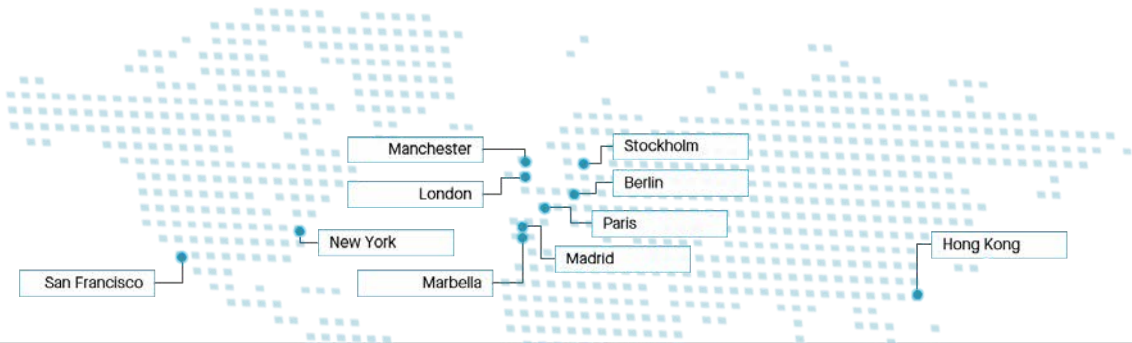 Manchester
Stockholm
Berlin
London
Paris
New York
Hong Kong
Madrid
San Francisco
Marbella